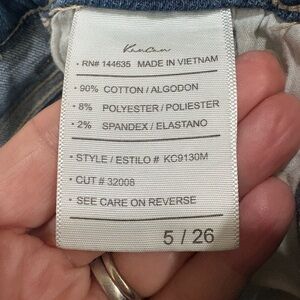 KanCan
• RN# 144635 MADE IN VIETNAM
• 90% COTTON / ALGODON
• 8% POLYESTER / POLIESTER
• 2% SPANDEX / ELASTANO
• STYLE / ESTILO # KC9130M
• CUT # 32008
• SEE CARE ON REVERSE
5 / 26